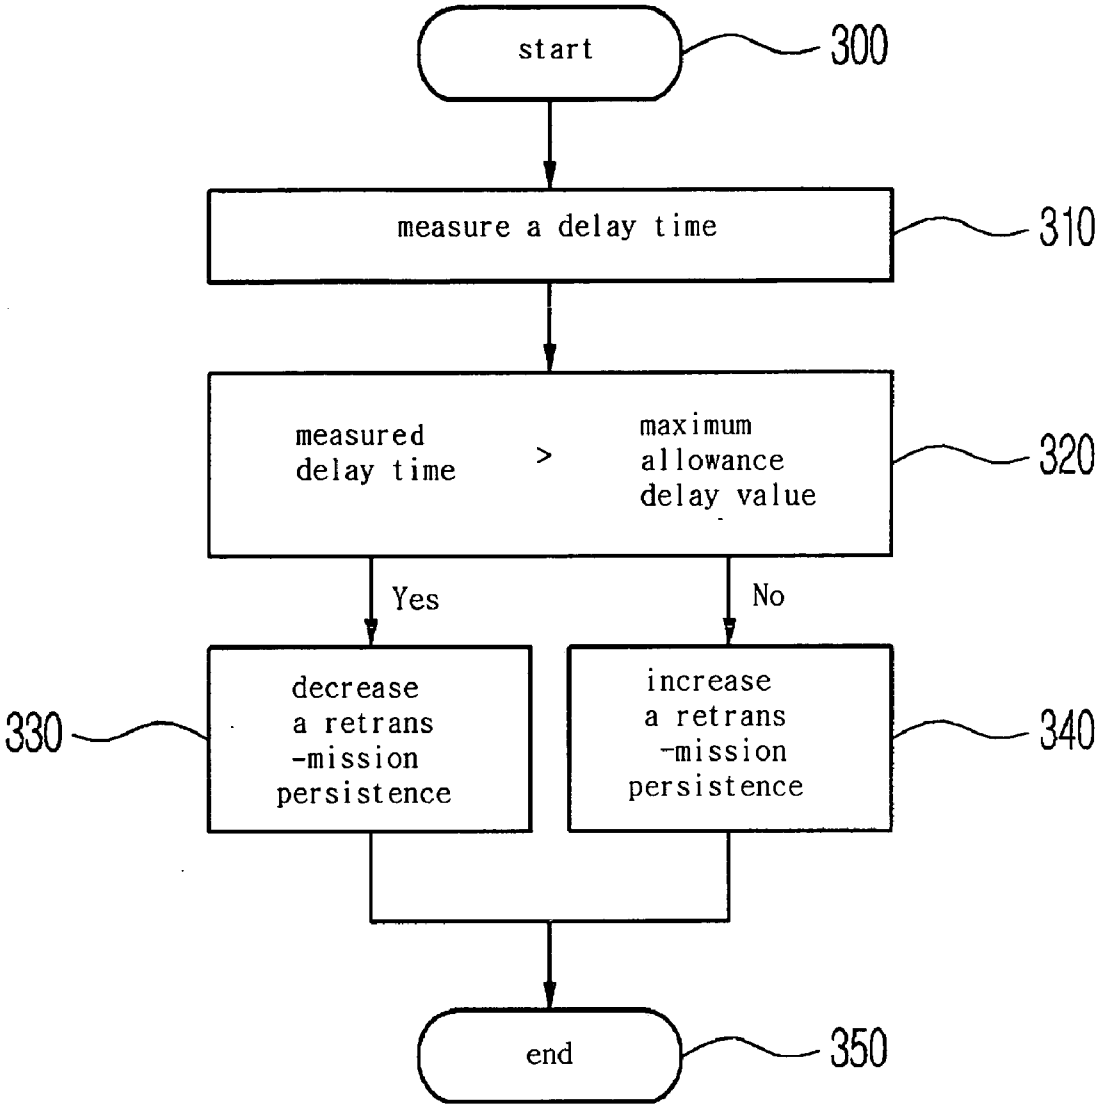 start
300
measure a delay time
310
measured
delay time
>
maximum
allowance
delay value
320
Yes
No
decrease
a retrans
-mission
persistence
330
increase
a retrans
-mission
persistence
340
end
350